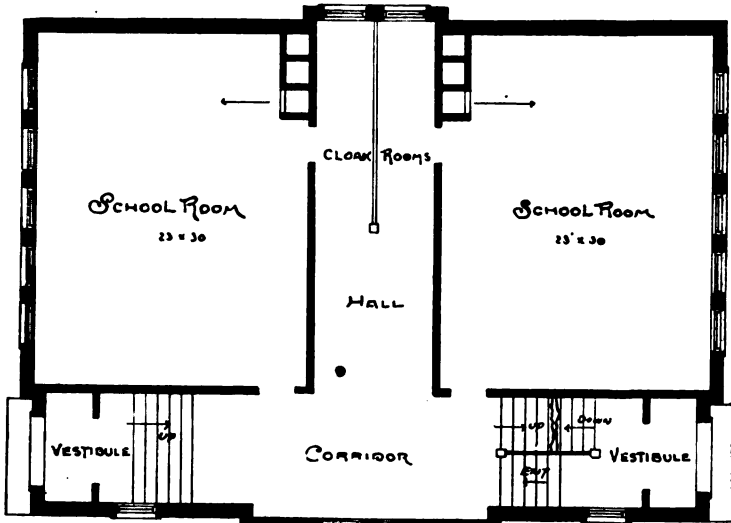 CLOAK ROOMS
SCHOOL ROOM
23 x 30
SCHOOL ROOM
23' x 30
HALL
UP
VESTIBULE
CORRIDOR
UP
DOWN
EXIT
VESTIBULE